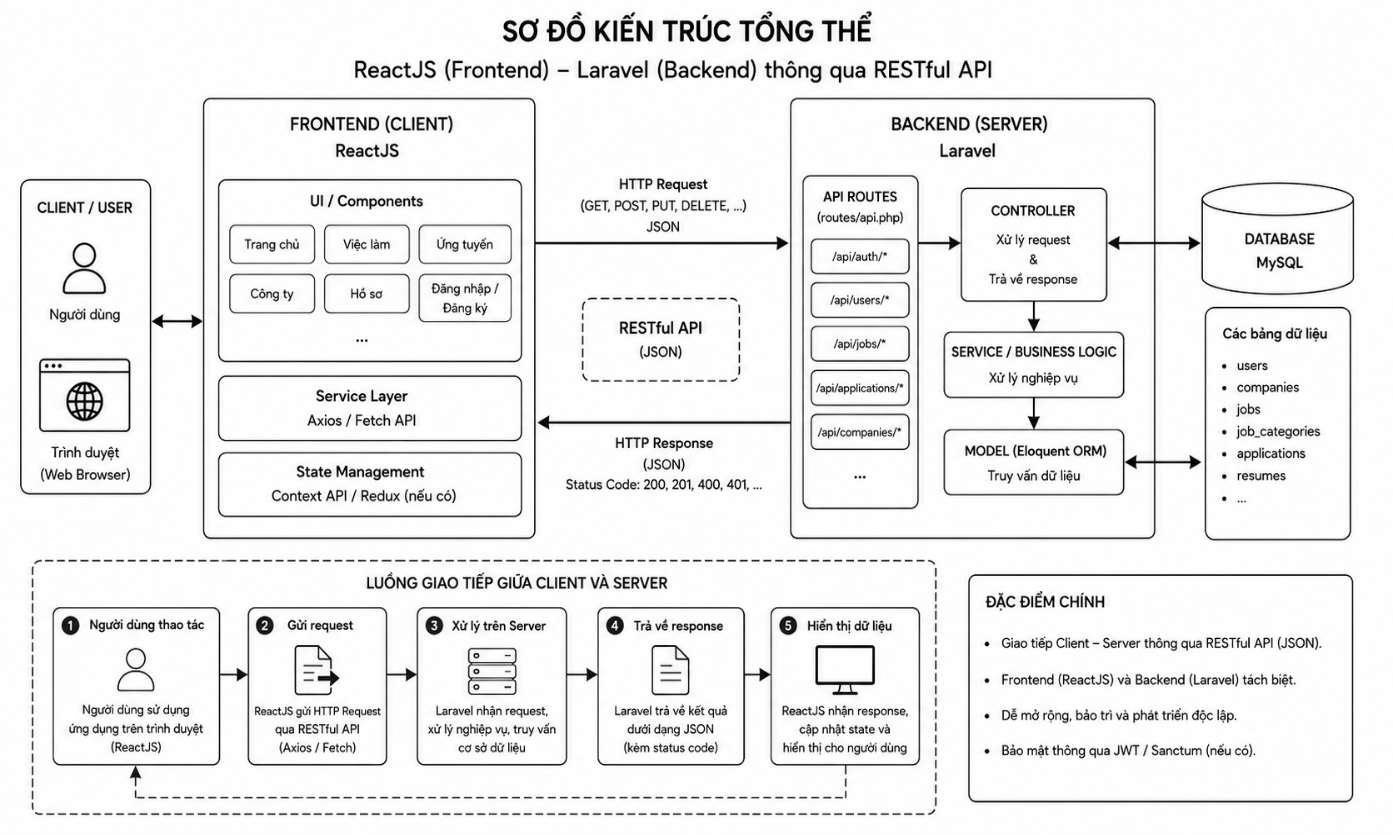 SƠ ĐỒ KIẾN TRÚC TỔNG THỂ
ReactJS (Frontend) – Laravel (Backend) thông qua RESTful API
CLIENT / USER
Người dùng
Trình duyệt
(Web Browser)
FRONTEND (CLIENT)
ReactJS
UI / Components
Trang chủ
Việc làm
Ứng tuyến
Công ty
Hồ sơ
Đăng nhập /
Đăng ký
...
Service Layer
Axios / Fetch API
State Management
Context API / Redux (nếu có)
HTTP Request
(GET, POST, PUT, DELETE, ...)
JSON
RESTful API
(JSON)
HTTP Response
(JSON)
Status Code: 200, 201, 400, 401, ...
BACKEND (SERVER)
Laravel
API ROUTES
(routes/api.php)
/api/auth/*
/api/users/*
/api/jobs/*
/api/applications/*
/api/companies/*
...
CONTROLLER
Xử lý request
&
Trả về response
SERVICE / BUSINESS LOGIC
Xử lý nghiệp vụ
MODEL (Eloquent ORM)
Truy vấn dữ liệu
DATABASE
MySQL
Các bảng dữ liệu
• users
• companies
• jobs
• job_categories
• applications
• resumes
• ...
LUỒNG GIAO TIẾP GIỮA CLIENT VÀ SERVER
1 Người dùng thao tác
Người dùng sử dụng
ứng dụng trên trình duyệt
(ReactJS)
2 Gửi request
ReactJS gửi HTTP Request
qua RESTful API
(Axios / Fetch)
3 Xử lý trên Server
Laravel nhận request,
xử lý nghiệp vụ, truy vấn
cơ sở dữ liệu
4 Trả về response
Laravel trả về kết quả
dưới dạng JSON
(kèm status code)
5 Hiển thị dữ liệu
ReactJS nhận response,
cập nhật state và
hiển thị cho người dùng
ĐẶC ĐIỂM CHÍNH
• Giao tiếp Client – Server thông qua RESTful API (JSON).
• Frontend (ReactJS) và Backend (Laravel) tách biệt.
• Dễ mở rộng, bảo trì và phát triển độc lập.
• Bảo mật thông qua JWT / Sanctum (nếu có).